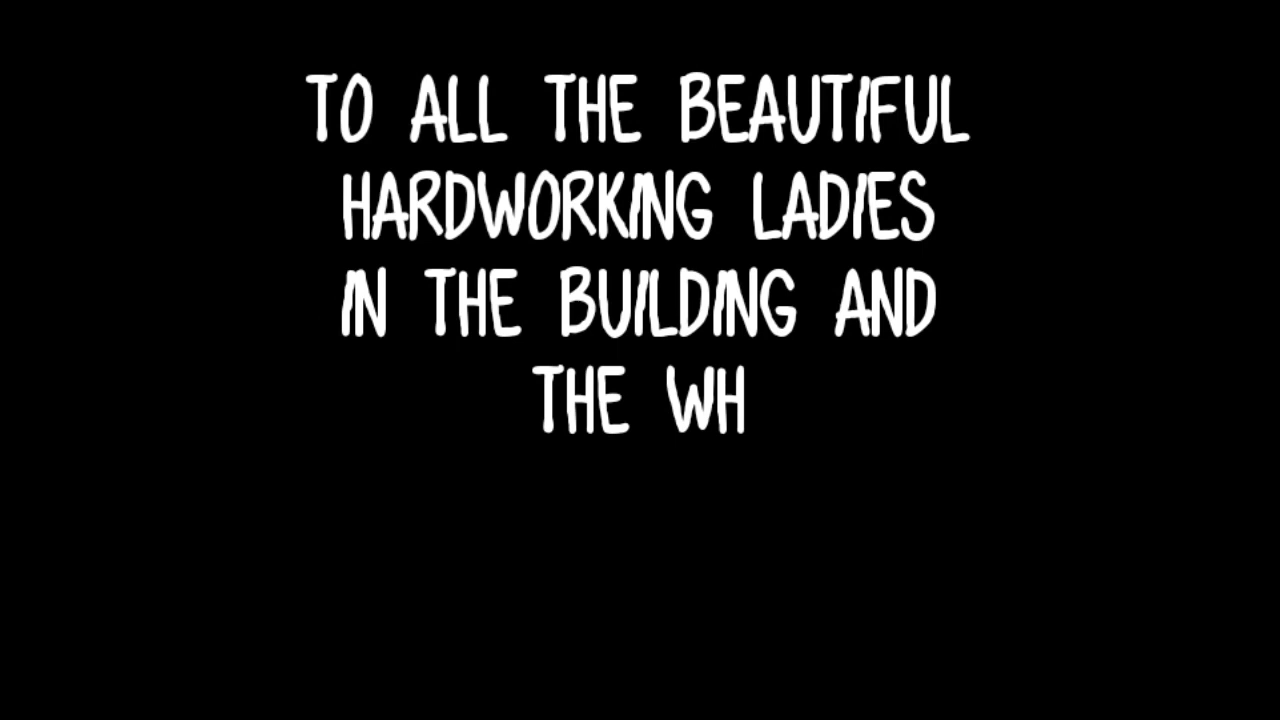 TO ALL THE BEAUTIFUL
HARDWORKING LADIES
IN THE BUILDING AND
THE WH